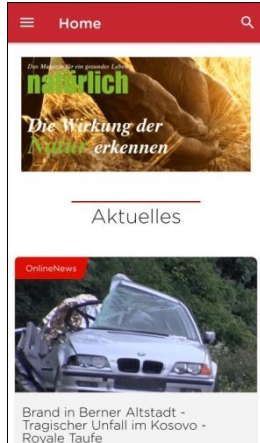 Home
Das Magazin für ein gesundes Leben
natürlich
Die Wirkung der
Natur erkennen
Aktuelles
OnlineNews
Brand in Berner Altstadt -
Tragischer Unfall im Kosovo -
Royale Taufe